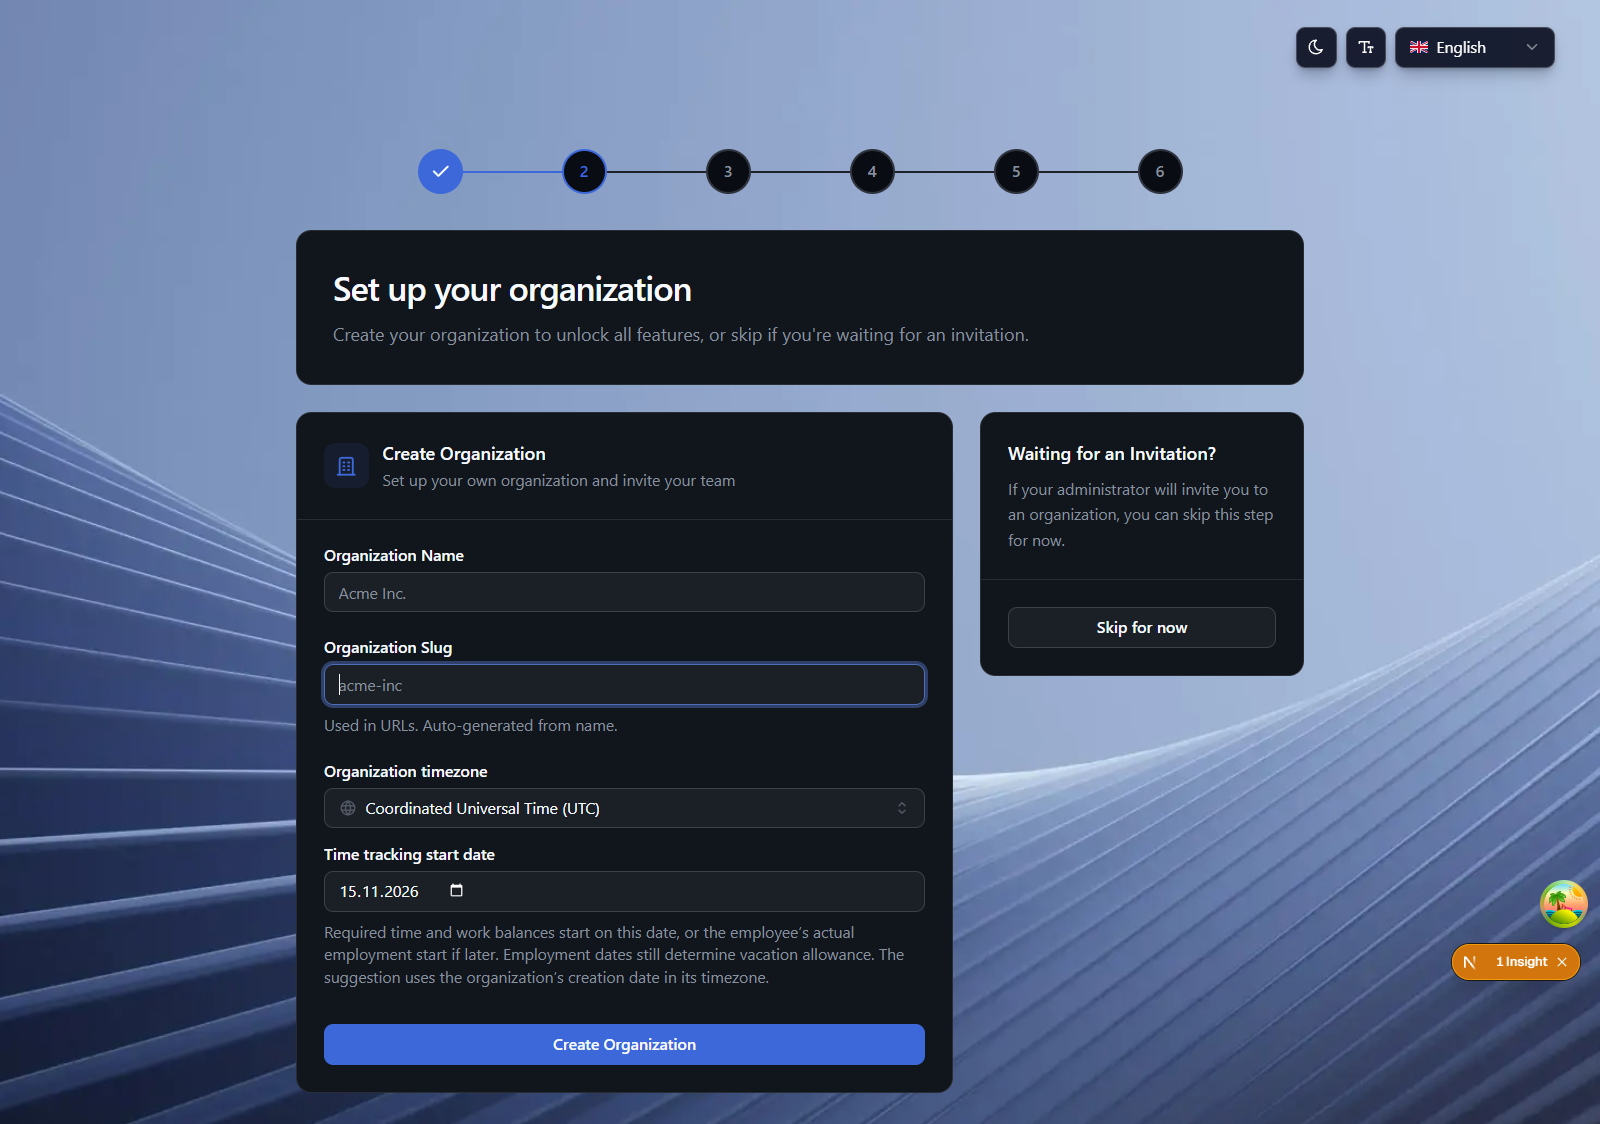 English
2
3
4
5
6
Set up your organization
Create your organization to unlock all features, or skip if you're waiting for an invitation.
Create Organization
Set up your own organization and invite your team
Organization Name
Acme Inc.
Organization Slug
acme-inc
Used in URLs. Auto-generated from name.
Organization timezone
Coordinated Universal Time (UTC)
Time tracking start date
15.11.2026
Required time and work balances start on this date, or the employee’s actual
employment start if later. Employment dates still determine vacation allowance. The
suggestion uses the organization’s creation date in its timezone.
Create Organization
Waiting for an Invitation?
If your administrator will invite you to
an organization, you can skip this step
for now.
Skip for now
1 Insight